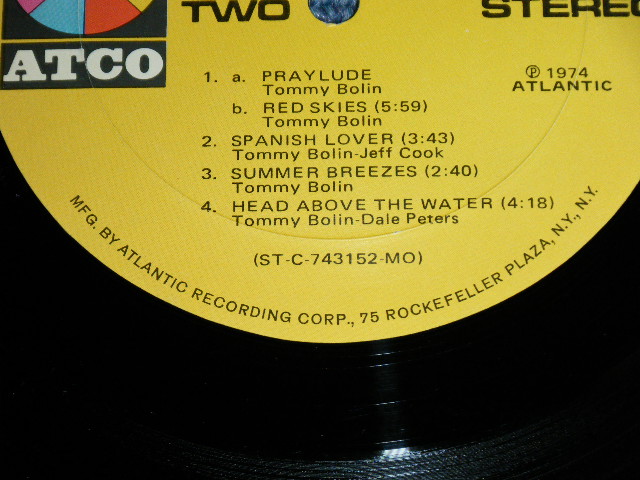 TWO
STEREO
ATCO
℗ 1974
ATLANTIC
1. a. PRAYLUDE
Tommy Bolin
b. RED SKIES (5:59)
Tommy Bolin
2. SPANISH LOVER (3:43)
Tommy Bolin-Jeff Cook
3. SUMMER BREEZES (2:40)
Tommy Bolin
4. HEAD ABOVE THE WATER (4:18)
Tommy Bolin-Dale Peters
(ST-C-743152-MO)
MFG. BY ATLANTIC RECORDING CORP., 75 ROCKEFELLER PLAZA, N.Y., N.Y.